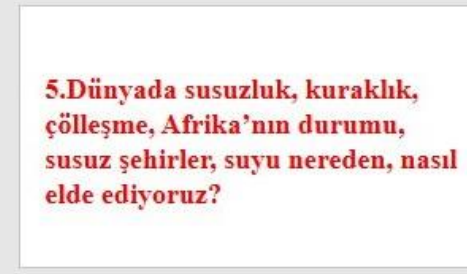 5.Dünyada susuzluk, kuraklık,
çölleşme, Afrika’nın durumu,
susuz şehirler, suyu nereden, nasıl
elde ediyoruz?